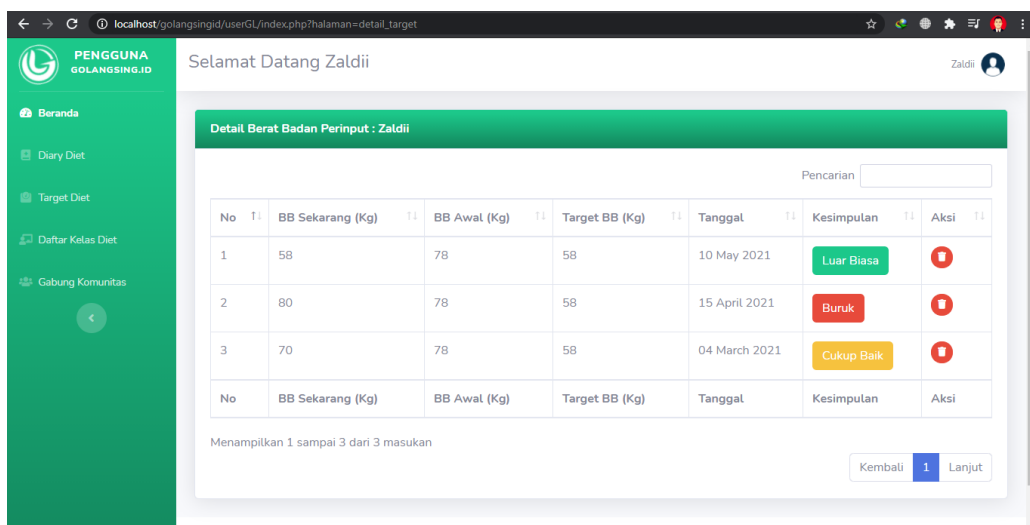 localhost/golangsingid/userGL/index.php?halaman=detail_target
PENGGUNA
GOLANGSING.ID
Selamat Datang Zaldii
Zaldii
Beranda
Diary Diet
Target Diet
Daftar Kelas Diet
Gabung Komunitas
Detail Berat Badan Perinput : Zaldii
Pencarian
No BB Sekarang (Kg) BB Awal (Kg) Target BB (Kg) Tanggal Kesimpulan Aksi
1 58 78 58 10 May 2021 Luar Biasa
2 80 78 58 15 April 2021 Buruk
3 70 78 58 04 March 2021 Cukup Baik
No BB Sekarang (Kg) BB Awal (Kg) Target BB (Kg) Tanggal Kesimpulan Aksi
Menampilkan 1 sampai 3 dari 3 masukan
Kembali 1 Lanjut